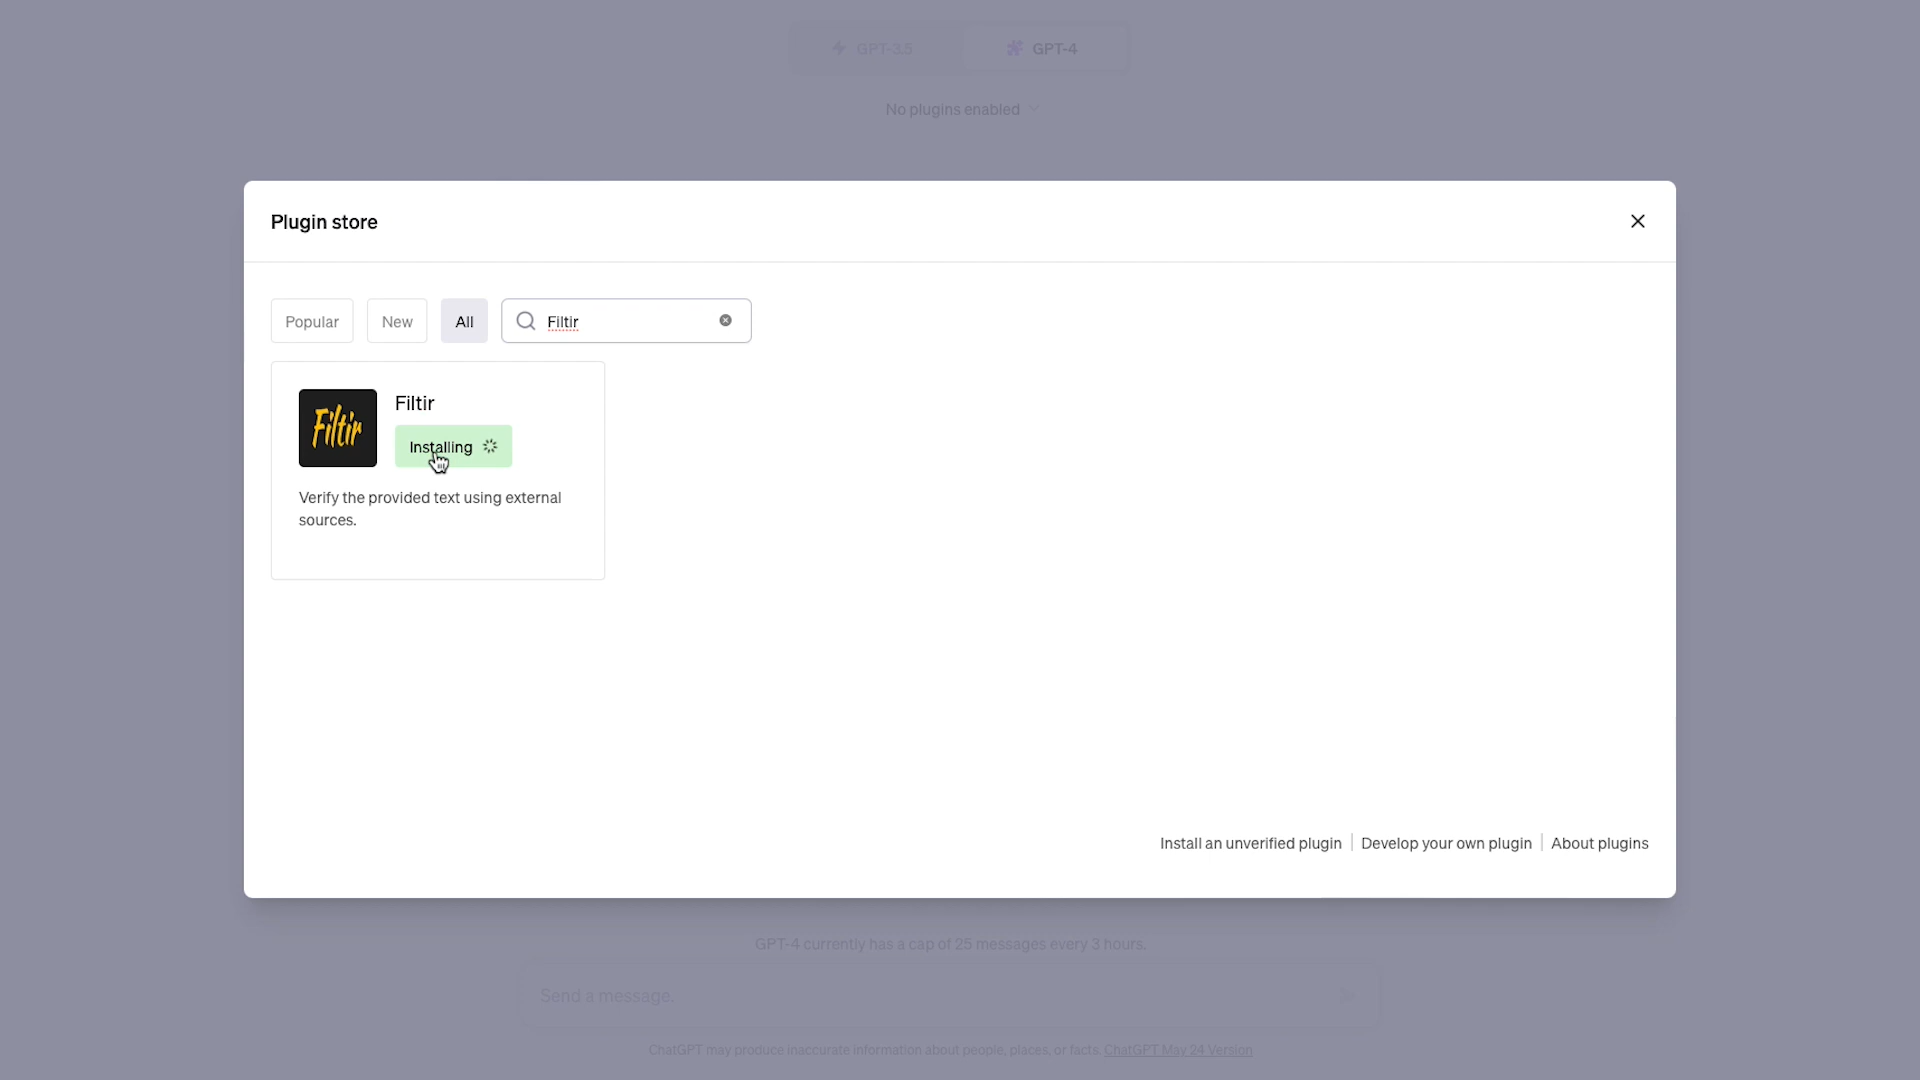 GPT-3.5
GPT-4
No plugins enabled
Plugin store
Popular
New
All
Filtir
Filtir
Filtir
Installing
Verify the provided text using external
sources.
Install an unverified plugin
Develop your own plugin
About plugins
GPT-4 currently has a cap of 25 messages every 3 hours.
Send a message.
ChatGPT may produce inaccurate information about people, places, or facts. ChatGPT May 24 Version